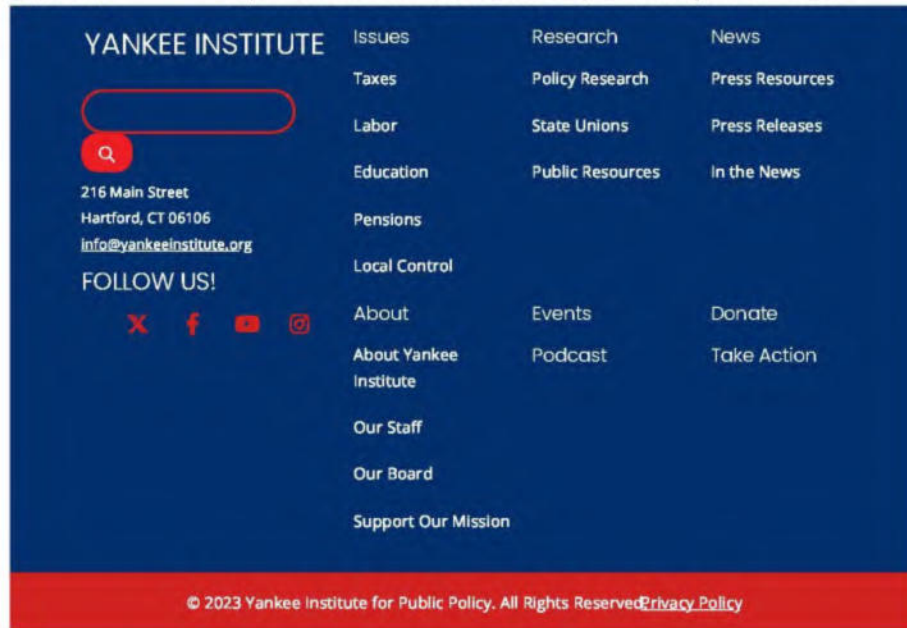 YANKEE INSTITUTE
216 Main Street
Hartford, CT 06106
info@yankeeinstitute.org
FOLLOW US!
Issues
Taxes
Labor
Education
Pensions
Local Control
Research
Policy Research
State Unions
Public Resources
News
Press Resources
Press Releases
In the News
About
About Yankee
Institute
Our Staff
Our Board
Support Our Mission
Events
Podcast
Donate
Take Action
© 2023 Yankee Institute for Public Policy. All Rights Reserved.Privacy Policy